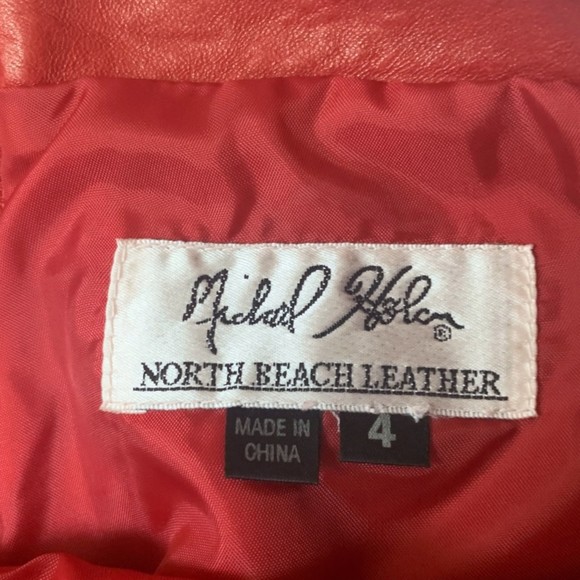 Michael Hoban®
NORTH BEACH LEATHER
MADE IN
CHINA
4